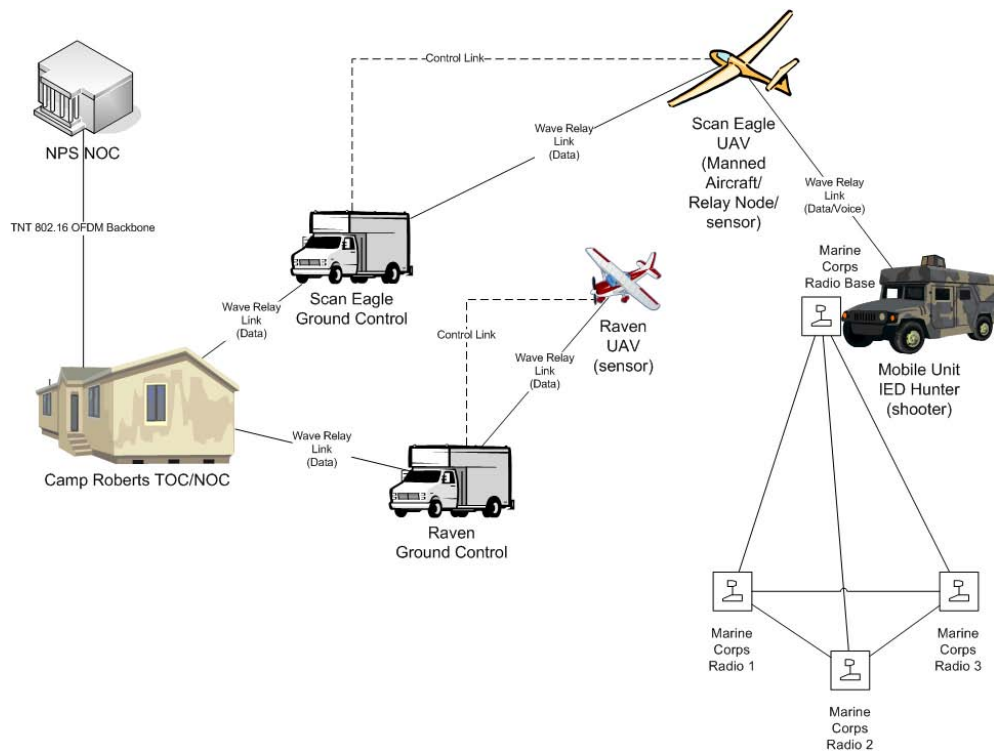 NPS NOC
TNT 802.16 OFDM Backbone
Camp Roberts TOC/NOC
Control Link
Wave Relay
Link
(Data)
Scan Eagle
UAV
(Manned
Aircraft/
Relay Node/
sensor)
Wave Relay
Link
(Data/Voice)
Scan Eagle
Ground Control
Wave Relay
Link
(Data)
Control Link
Raven
UAV
(sensor)
Wave Relay
Link
(Data)
Wave Relay
Link
(Data)
Raven
Ground Control
Marine
Corps
Radio Base
Mobile Unit
IED Hunter
(shooter)
Marine
Corps
Radio 1
Marine
Corps
Radio 2
Marine
Corps
Radio 3